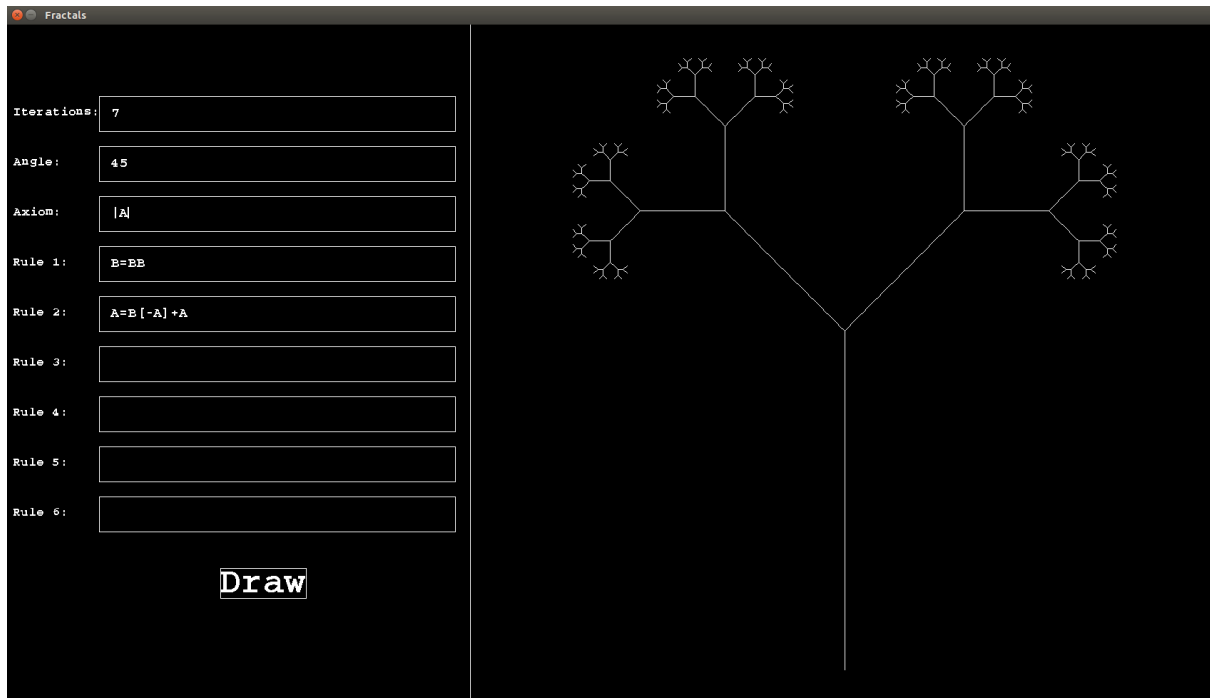 Fractals
Iterations: 7
Angle: 45
Axiom: |A
Rule 1: B=BB
Rule 2: A=B[-A]+A
Rule 3:
Rule 4:
Rule 5:
Rule 6:
Draw